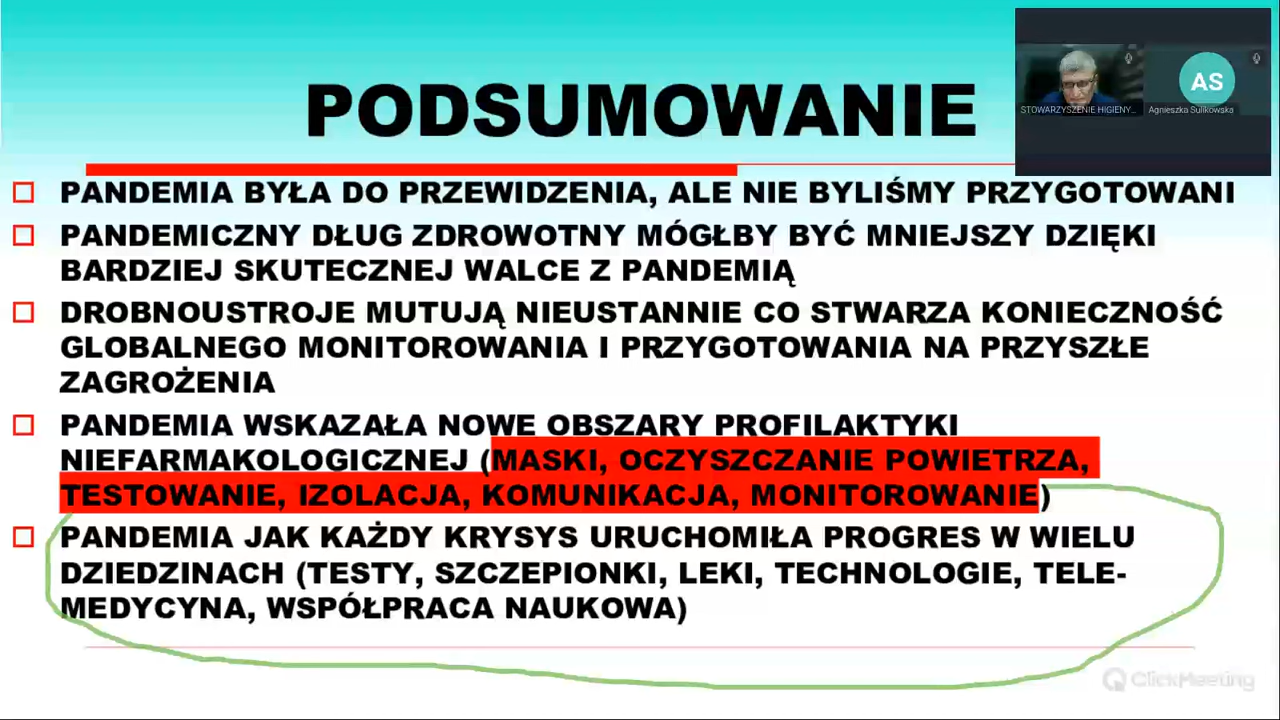 PODSUMOWANIE
AS
STOWARZYSZENIE HIGIENY...
Agnieszka Sulikowska
PANDEMIA BYŁA DO PRZEWIDZENIA, ALE NIE BYLIŚMY PRZYGOTOWANI
PANDEMICZNY DŁUG ZDROWOTNY MÓGŁBY BYĆ MNIEJSZY DZIĘKI
BARDZIEJ SKUTECZNEJ WALCE Z PANDEMIĄ
DROBNOUSTROJE MUTUJĄ NIEUSTANNIE CO STWARZA KONIECZNOŚĆ
GLOBALNEGO MONITOROWANIA I PRZYGOTOWANIA NA PRZYSZŁE
ZAGROŻENIA
PANDEMIA WSKAZAŁA NOWE OBSZARY PROFILAKTYKI
NIEFARMAKOLOGICZNEJ (MASKI, OCZYSZCZANIE POWIETRZA,
TESTOWANIE, IZOLACJA, KOMUNIKACJA, MONITOROWANIE)
PANDEMIA JAK KAŻDY KRYSYS URUCHOMIŁA PROGRES W WIELU
DZIEDZINACH (TESTY, SZCZEPIONKI, LEKI, TECHNOLOGIE, TELE-
MEDYCYNA, WSPÓŁPRACA NAUKOWA)
ClickMeeting